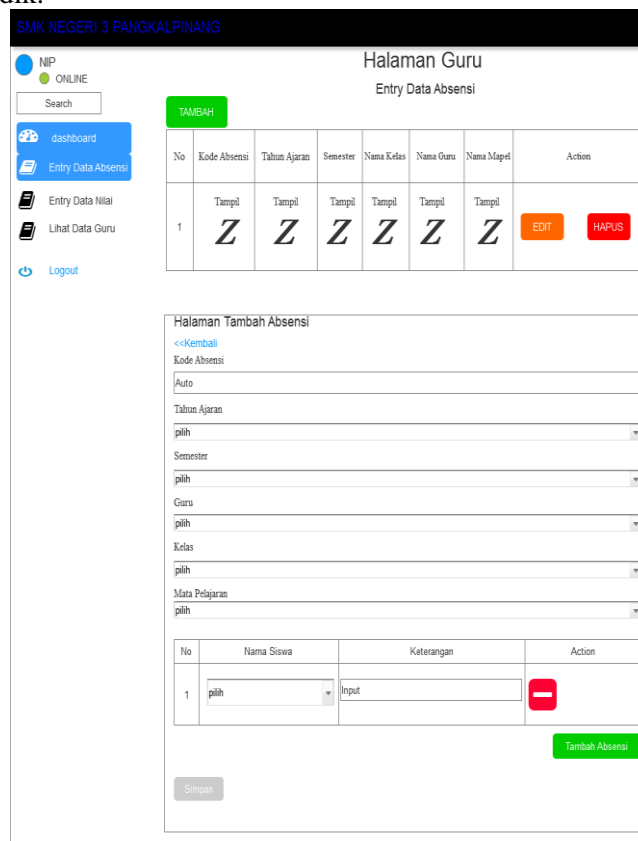 dik.
SMK NEGERI 3 PANGKALPINANG
NIP
ONLINE
Search
dashboard
Entry Data Absensi
Entry Data Nilai
Lihat Data Guru
Logout
Halaman Guru
Entry Data Absensi
TAMBAH
No Kode Absensi Tahun Ajaran Semester Nama Kelas Nama Guru Nama Mapel Action
Tampil Tampil Tampil Tampil Tampil Tampil
1 Z Z Z Z Z Z EDIT HAPUS
Halaman Tambah Absensi
<<Kembali
Kode Absensi
Auto
Tahun Ajaran
pilih
Semester
pilih
Guru
pilih
Kelas
pilih
Mata Pelajaran
pilih
No Nama Siswa Keterangan Action
1 pilih Input
Tambah Absensi
Simpan